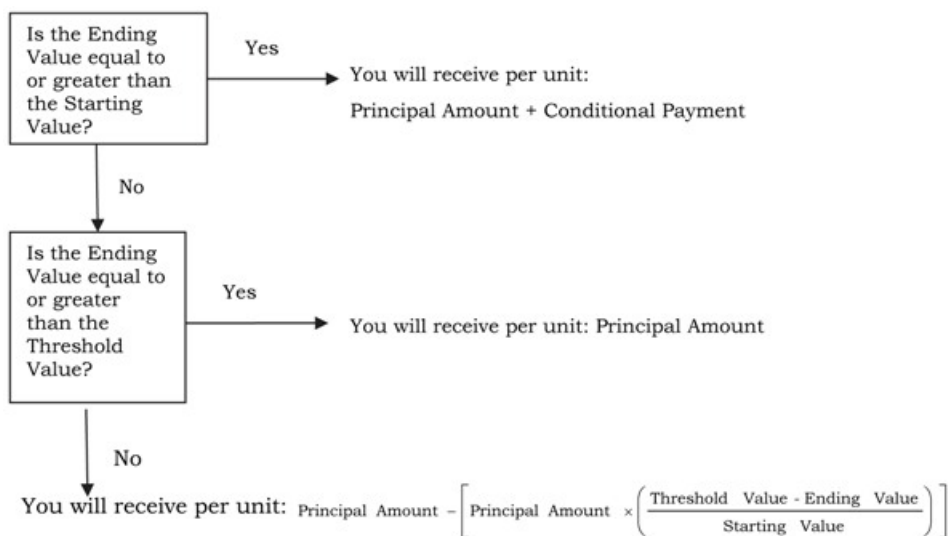 Is the Ending
Value equal to
or greater than
the Starting
Value?
Yes
You will receive per unit:
Principal Amount + Conditional Payment
No
Is the Ending
Value equal to
or greater
than the
Threshold
Value?
Yes
You will receive per unit: Principal Amount
No
You will receive per unit: Principal Amount – [Principal Amount × (Threshold Value - Ending Value / Starting Value)]